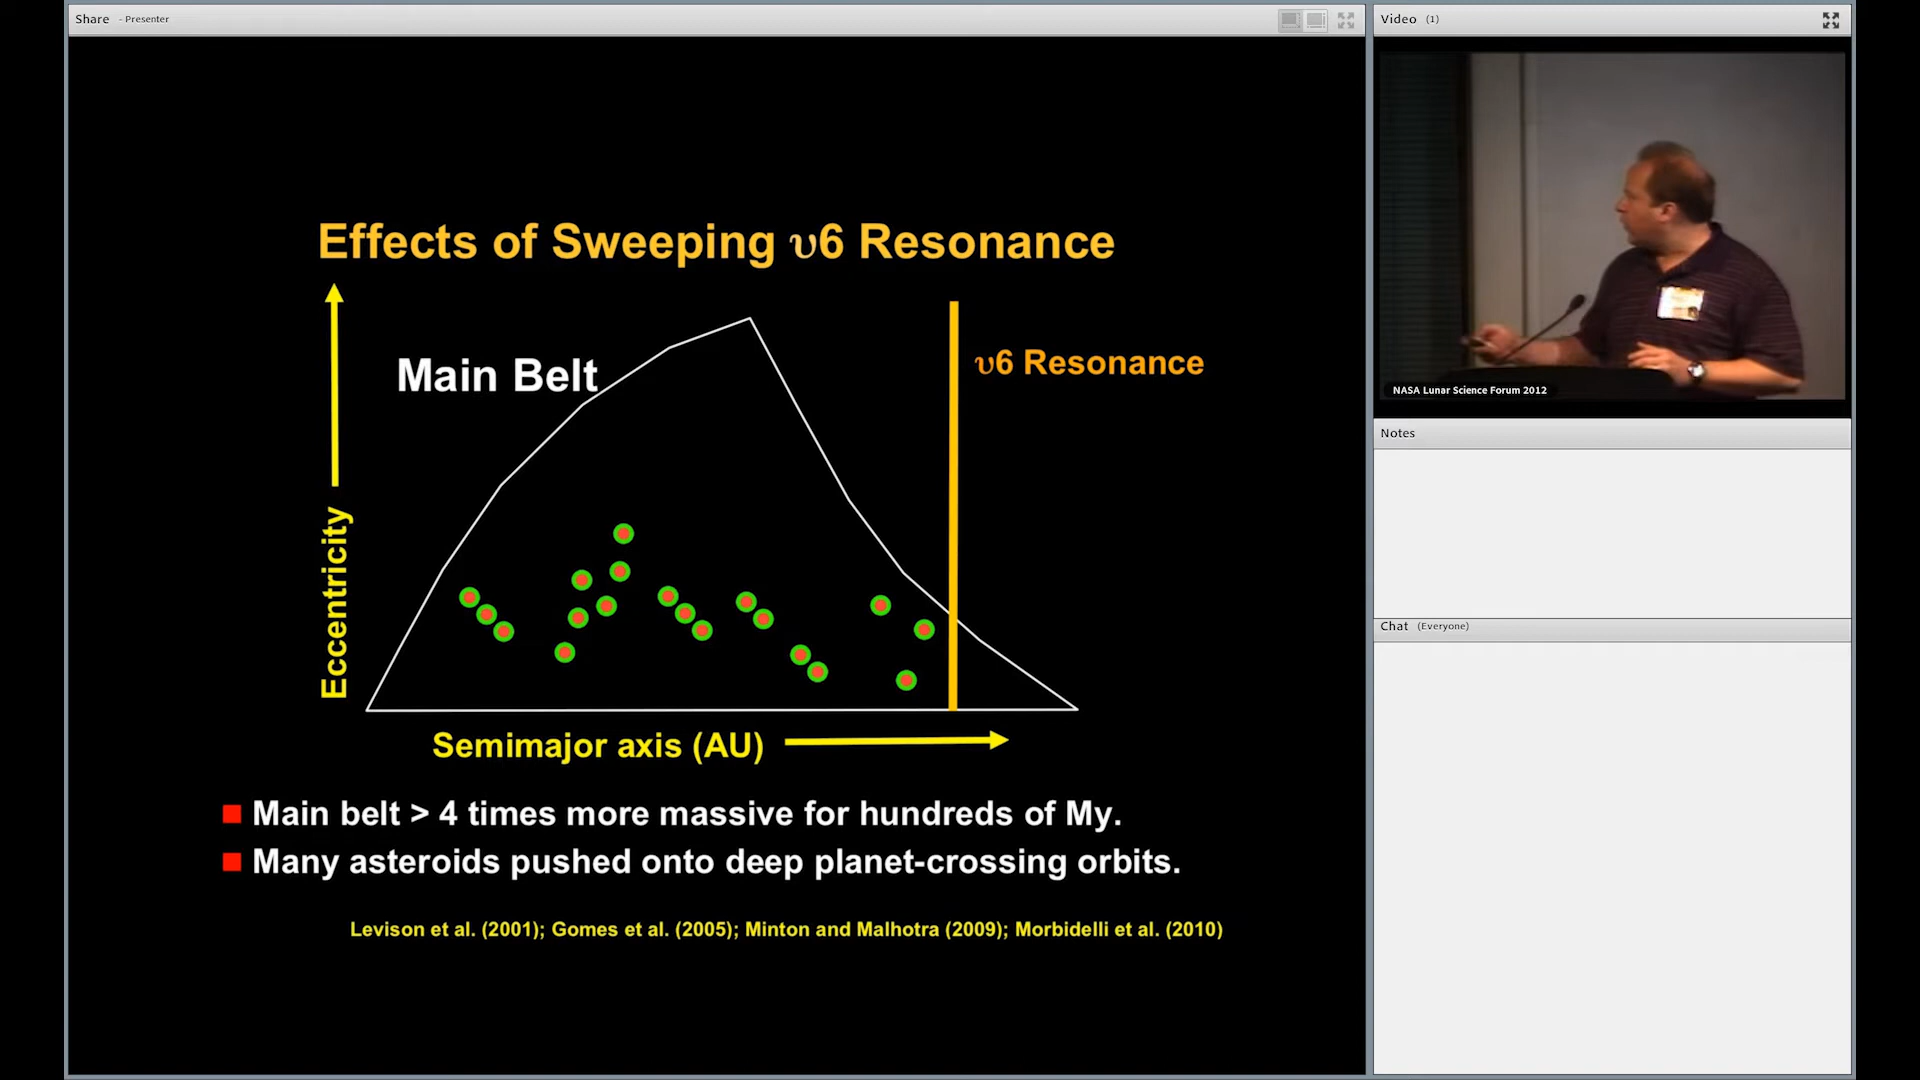 Share - Presenter
Effects of Sweeping υ6 Resonance
Main Belt
υ6 Resonance
Eccentricity
Semimajor axis (AU)
Main belt > 4 times more massive for hundreds of My.
Many asteroids pushed onto deep planet-crossing orbits.
Levison et al. (2001); Gomes et al. (2005); Minton and Malhotra (2009); Morbidelli et al. (2010)
Video (1)
NASA Lunar Science Forum 2012
Notes
Chat (Everyone)